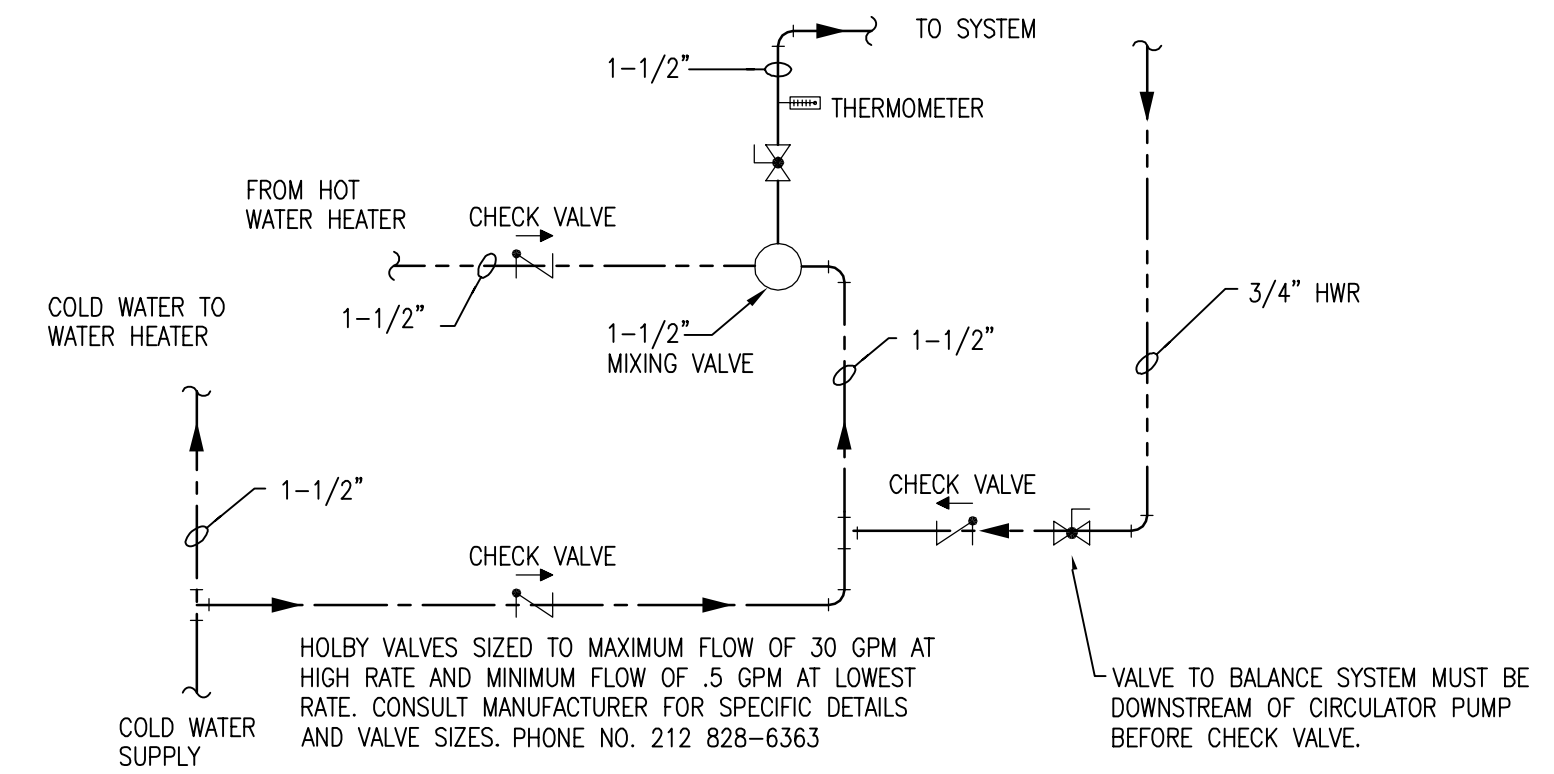 TO SYSTEM
1-1/2"
THERMOMETER
FROM HOT
WATER HEATER
CHECK VALVE
COLD WATER TO
WATER HEATER
1-1/2"
1-1/2"
MIXING VALVE
1-1/2"
3/4" HWR
1-1/2"
CHECK VALVE
CHECK VALVE
HOLBY VALVES SIZED TO MAXIMUM FLOW OF 30 GPM AT
HIGH RATE AND MINIMUM FLOW OF .5 GPM AT LOWEST
RATE. CONSULT MANUFACTURER FOR SPECIFIC DETAILS
AND VALVE SIZES. PHONE NO. 212 828-6363
VALVE TO BALANCE SYSTEM MUST BE
DOWNSTREAM OF CIRCULATOR PUMP
BEFORE CHECK VALVE.
COLD WATER
SUPPLY